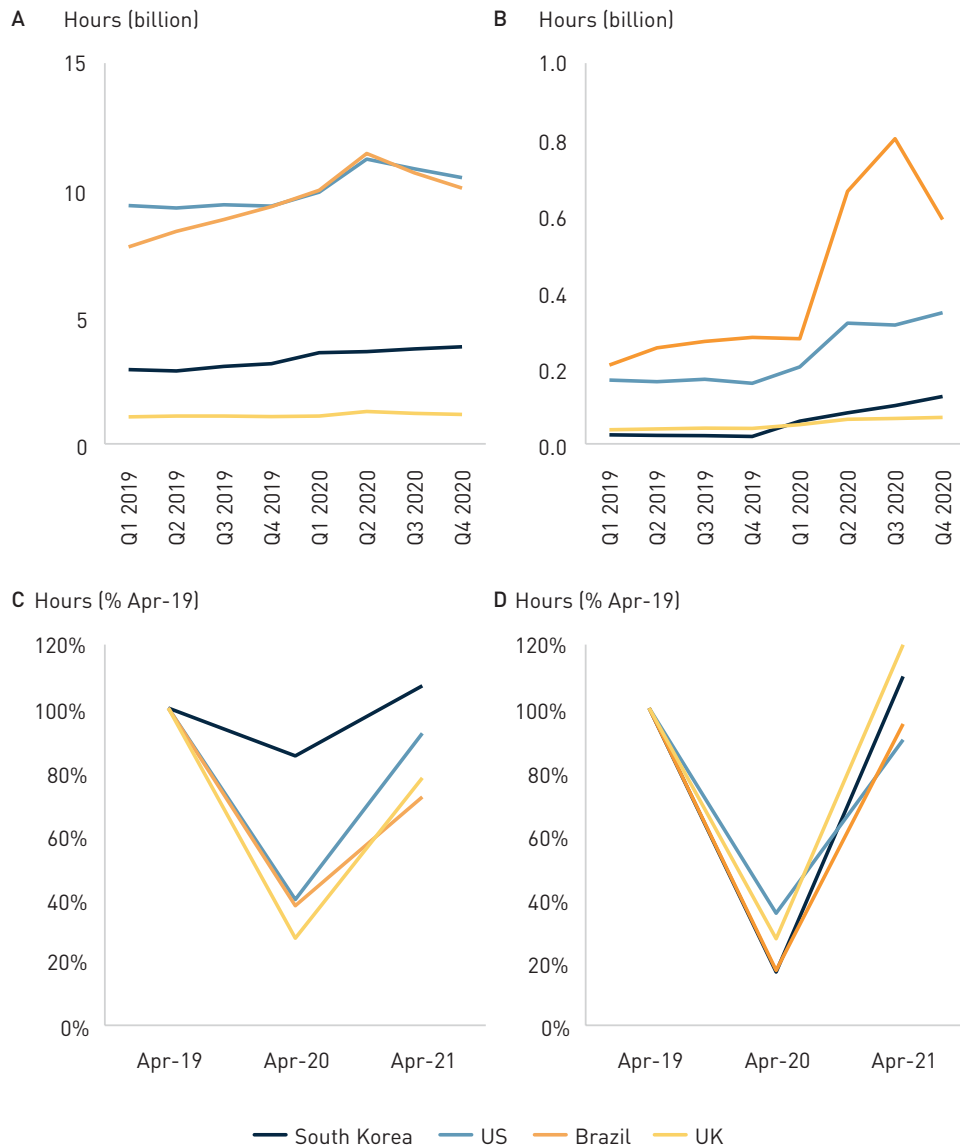 A Hours (billion)
15
10
5
0
Q1 2019
Q2 2019
Q3 2019
Q4 2019
Q1 2020
Q2 2020
Q3 2020
Q4 2020
B Hours (billion)
1.0
0.8
0.6
0.4
0.2
0.0
Q1 2019
Q2 2019
Q3 2019
Q4 2019
Q1 2020
Q2 2020
Q3 2020
Q4 2020
C Hours (% Apr-19)
120%
100%
80%
60%
40%
20%
0%
Apr-19 Apr-20 Apr-21
D Hours (% Apr-19)
120%
100%
80%
60%
40%
20%
0%
Apr-19 Apr-20 Apr-21
South Korea US Brazil UK